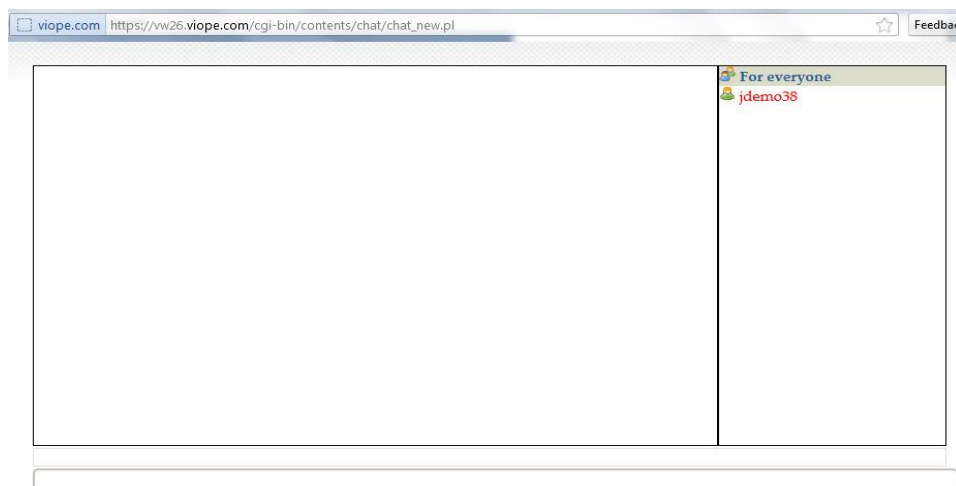 viope.com https://vw26.viope.com/cgi-bin/contents/chat/chat_new.pl
For everyone
jdemo38